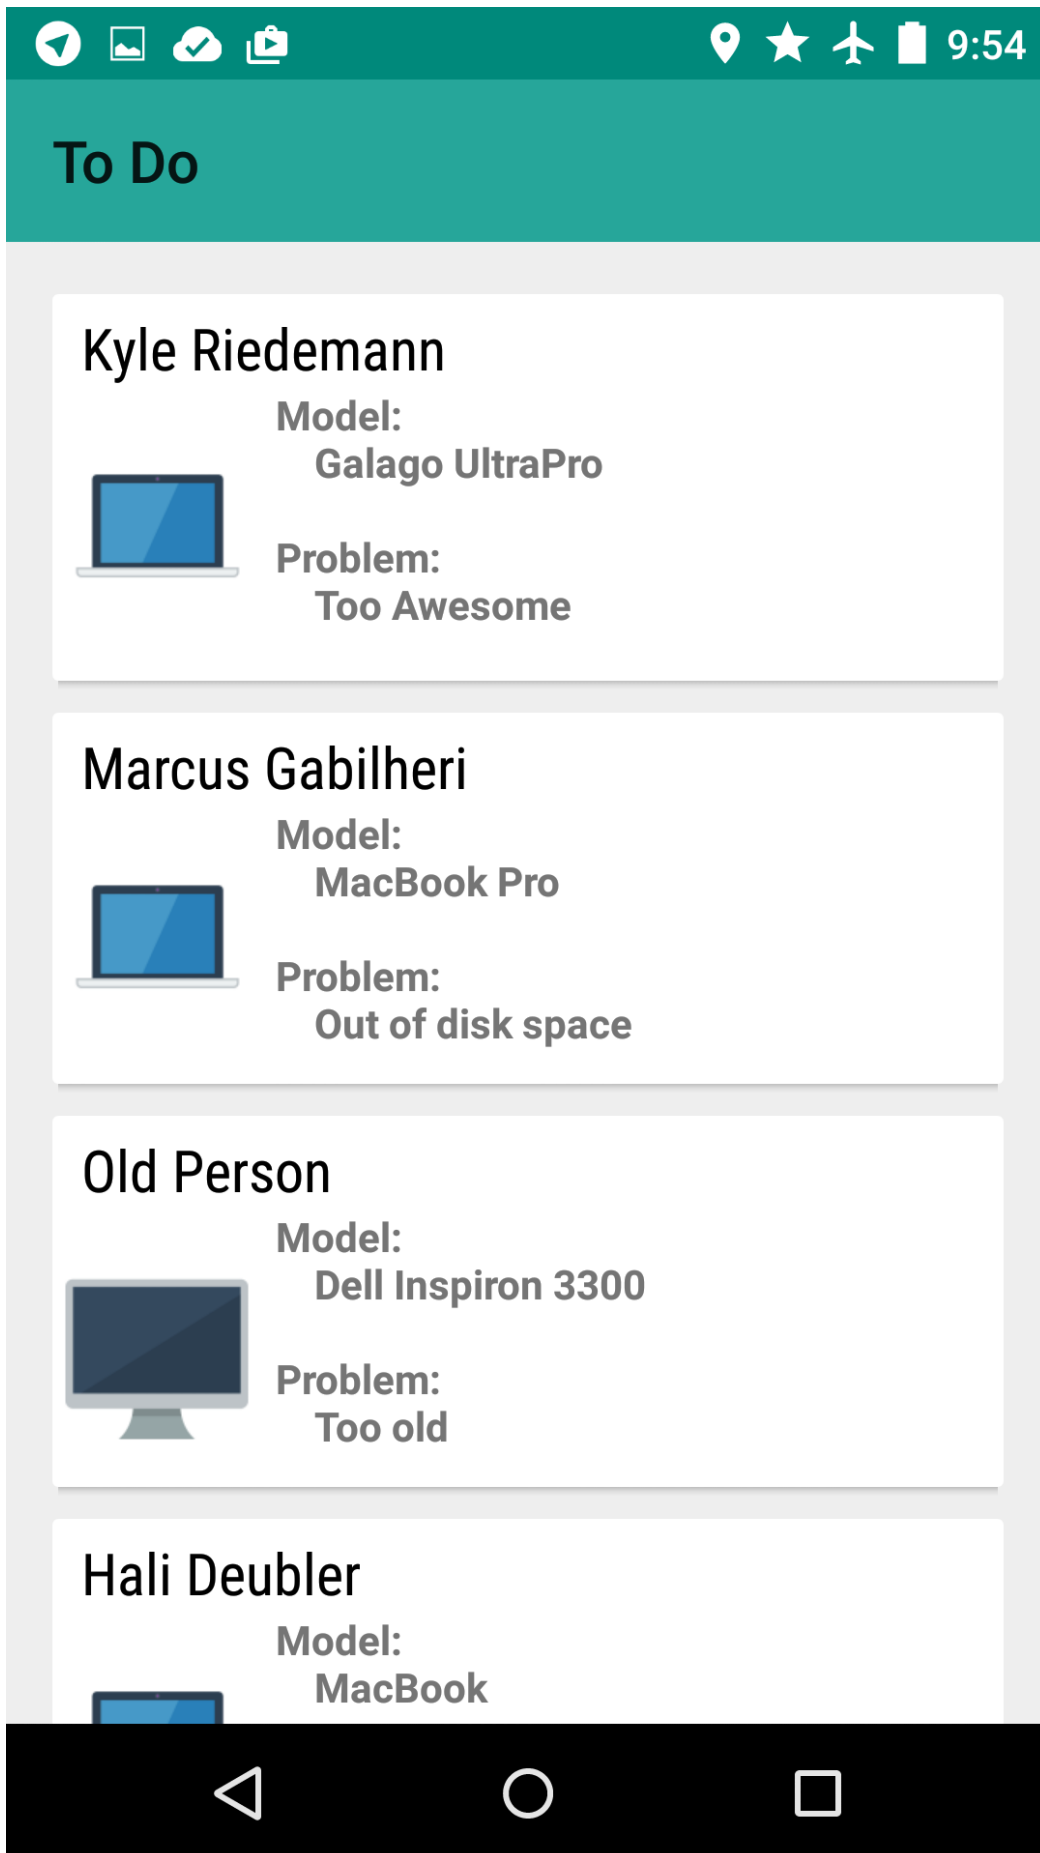 9:54
To Do
Kyle Riedemann
Model:
Galago UltraPro
Problem:
Too Awesome
Marcus Gabilheri
Model:
MacBook Pro
Problem:
Out of disk space
Old Person
Model:
Dell Inspiron 3300
Problem:
Too old
Hali Deubler
Model:
MacBook